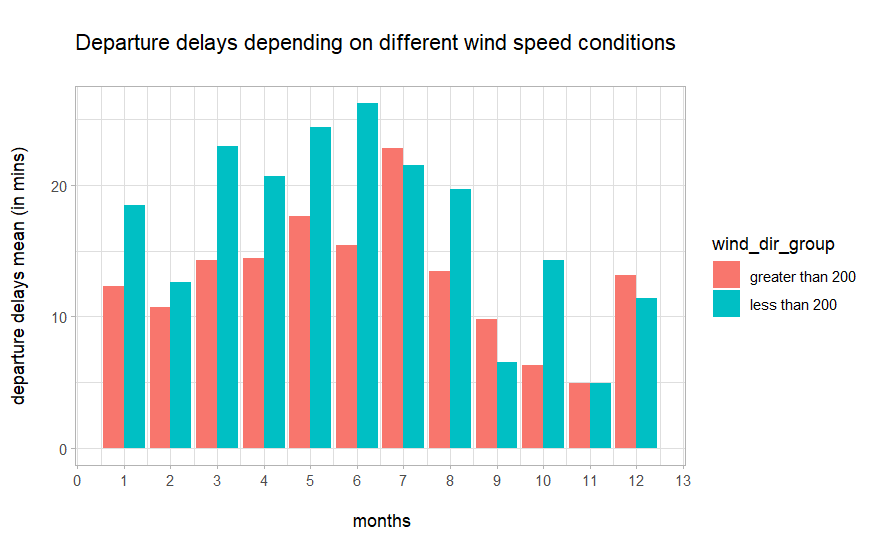 Departure delays depending on different wind speed conditions
departure delays mean (in mins)
20
10
0
0 1 2 3 4 5 6 7 8 9 10 11 12 13
months
wind_dir_group
greater than 200
less than 200